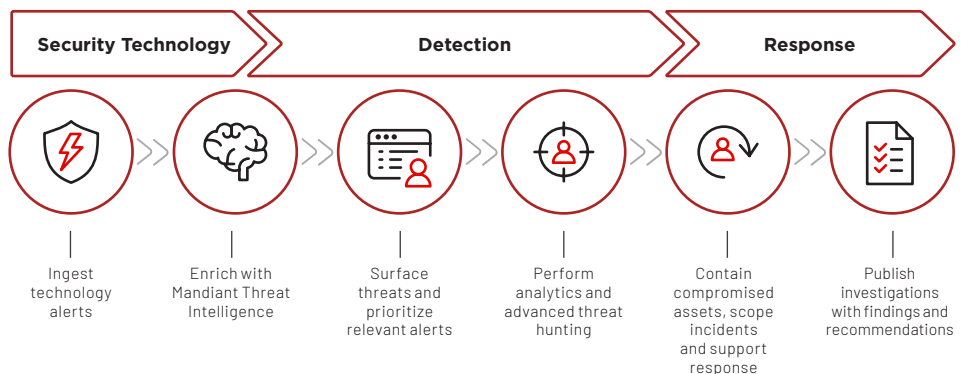 Security Technology
Detection
Response
Ingest
technology
alerts
Enrich with
Mandiant Threat
Intelligence
Surface
threats and
prioritize
relevant alerts
Perform
analytics and
advanced threat
hunting
Contain
compromised
assets, scope
incidents
and support
response
Publish
investigations
with findings and
recommendations